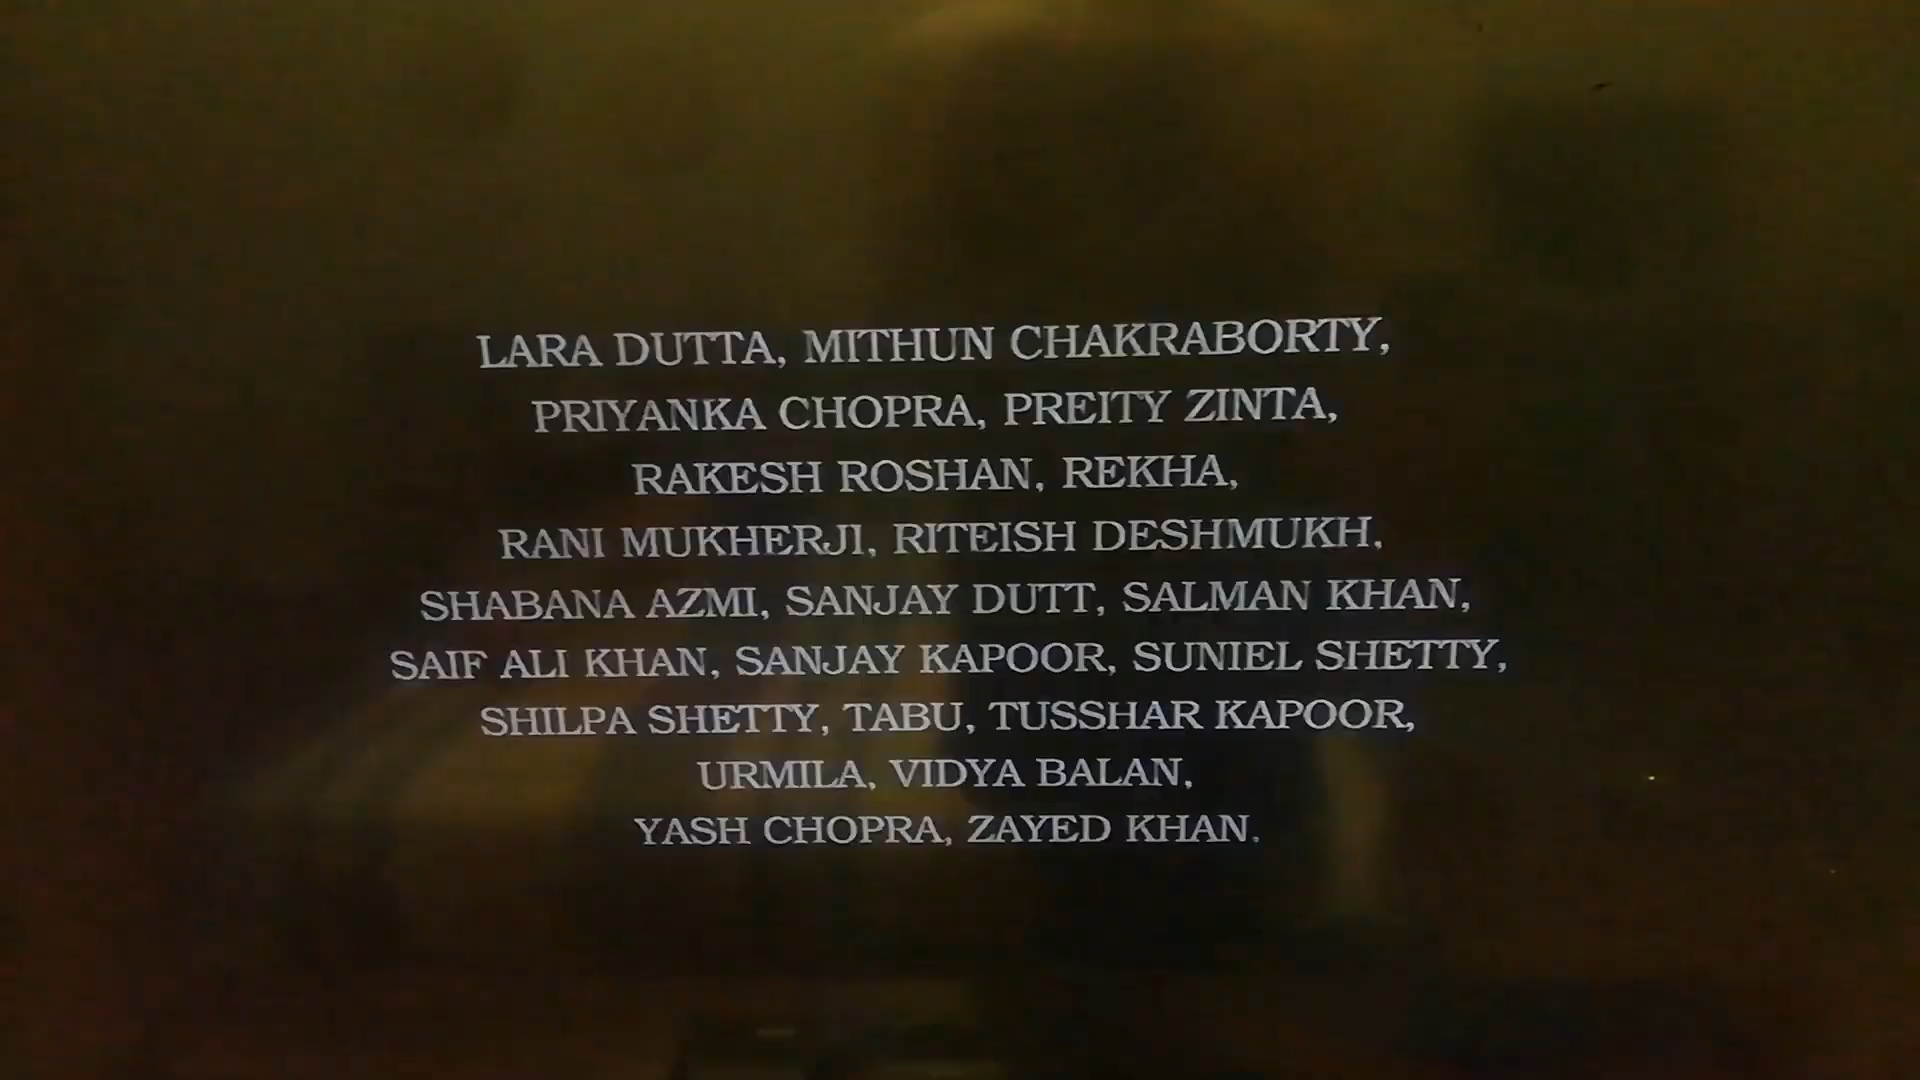 LARA DUTTA, MITHUN CHAKRABORTY,
PRIYANKA CHOPRA, PREITY ZINTA,
RAKESH ROSHAN, REKHA,
RANI MUKHERJI, RITEISH DESHMUKH,
SHABANA AZMI, SANJAY DUTT, SALMAN KHAN,
SAIF ALI KHAN, SANJAY KAPOOR, SUNIEL SHETTY,
SHILPA SHETTY, TABU, TUSSHAR KAPOOR,
URMILA, VIDYA BALAN,
YASH CHOPRA, ZAYED KHAN.